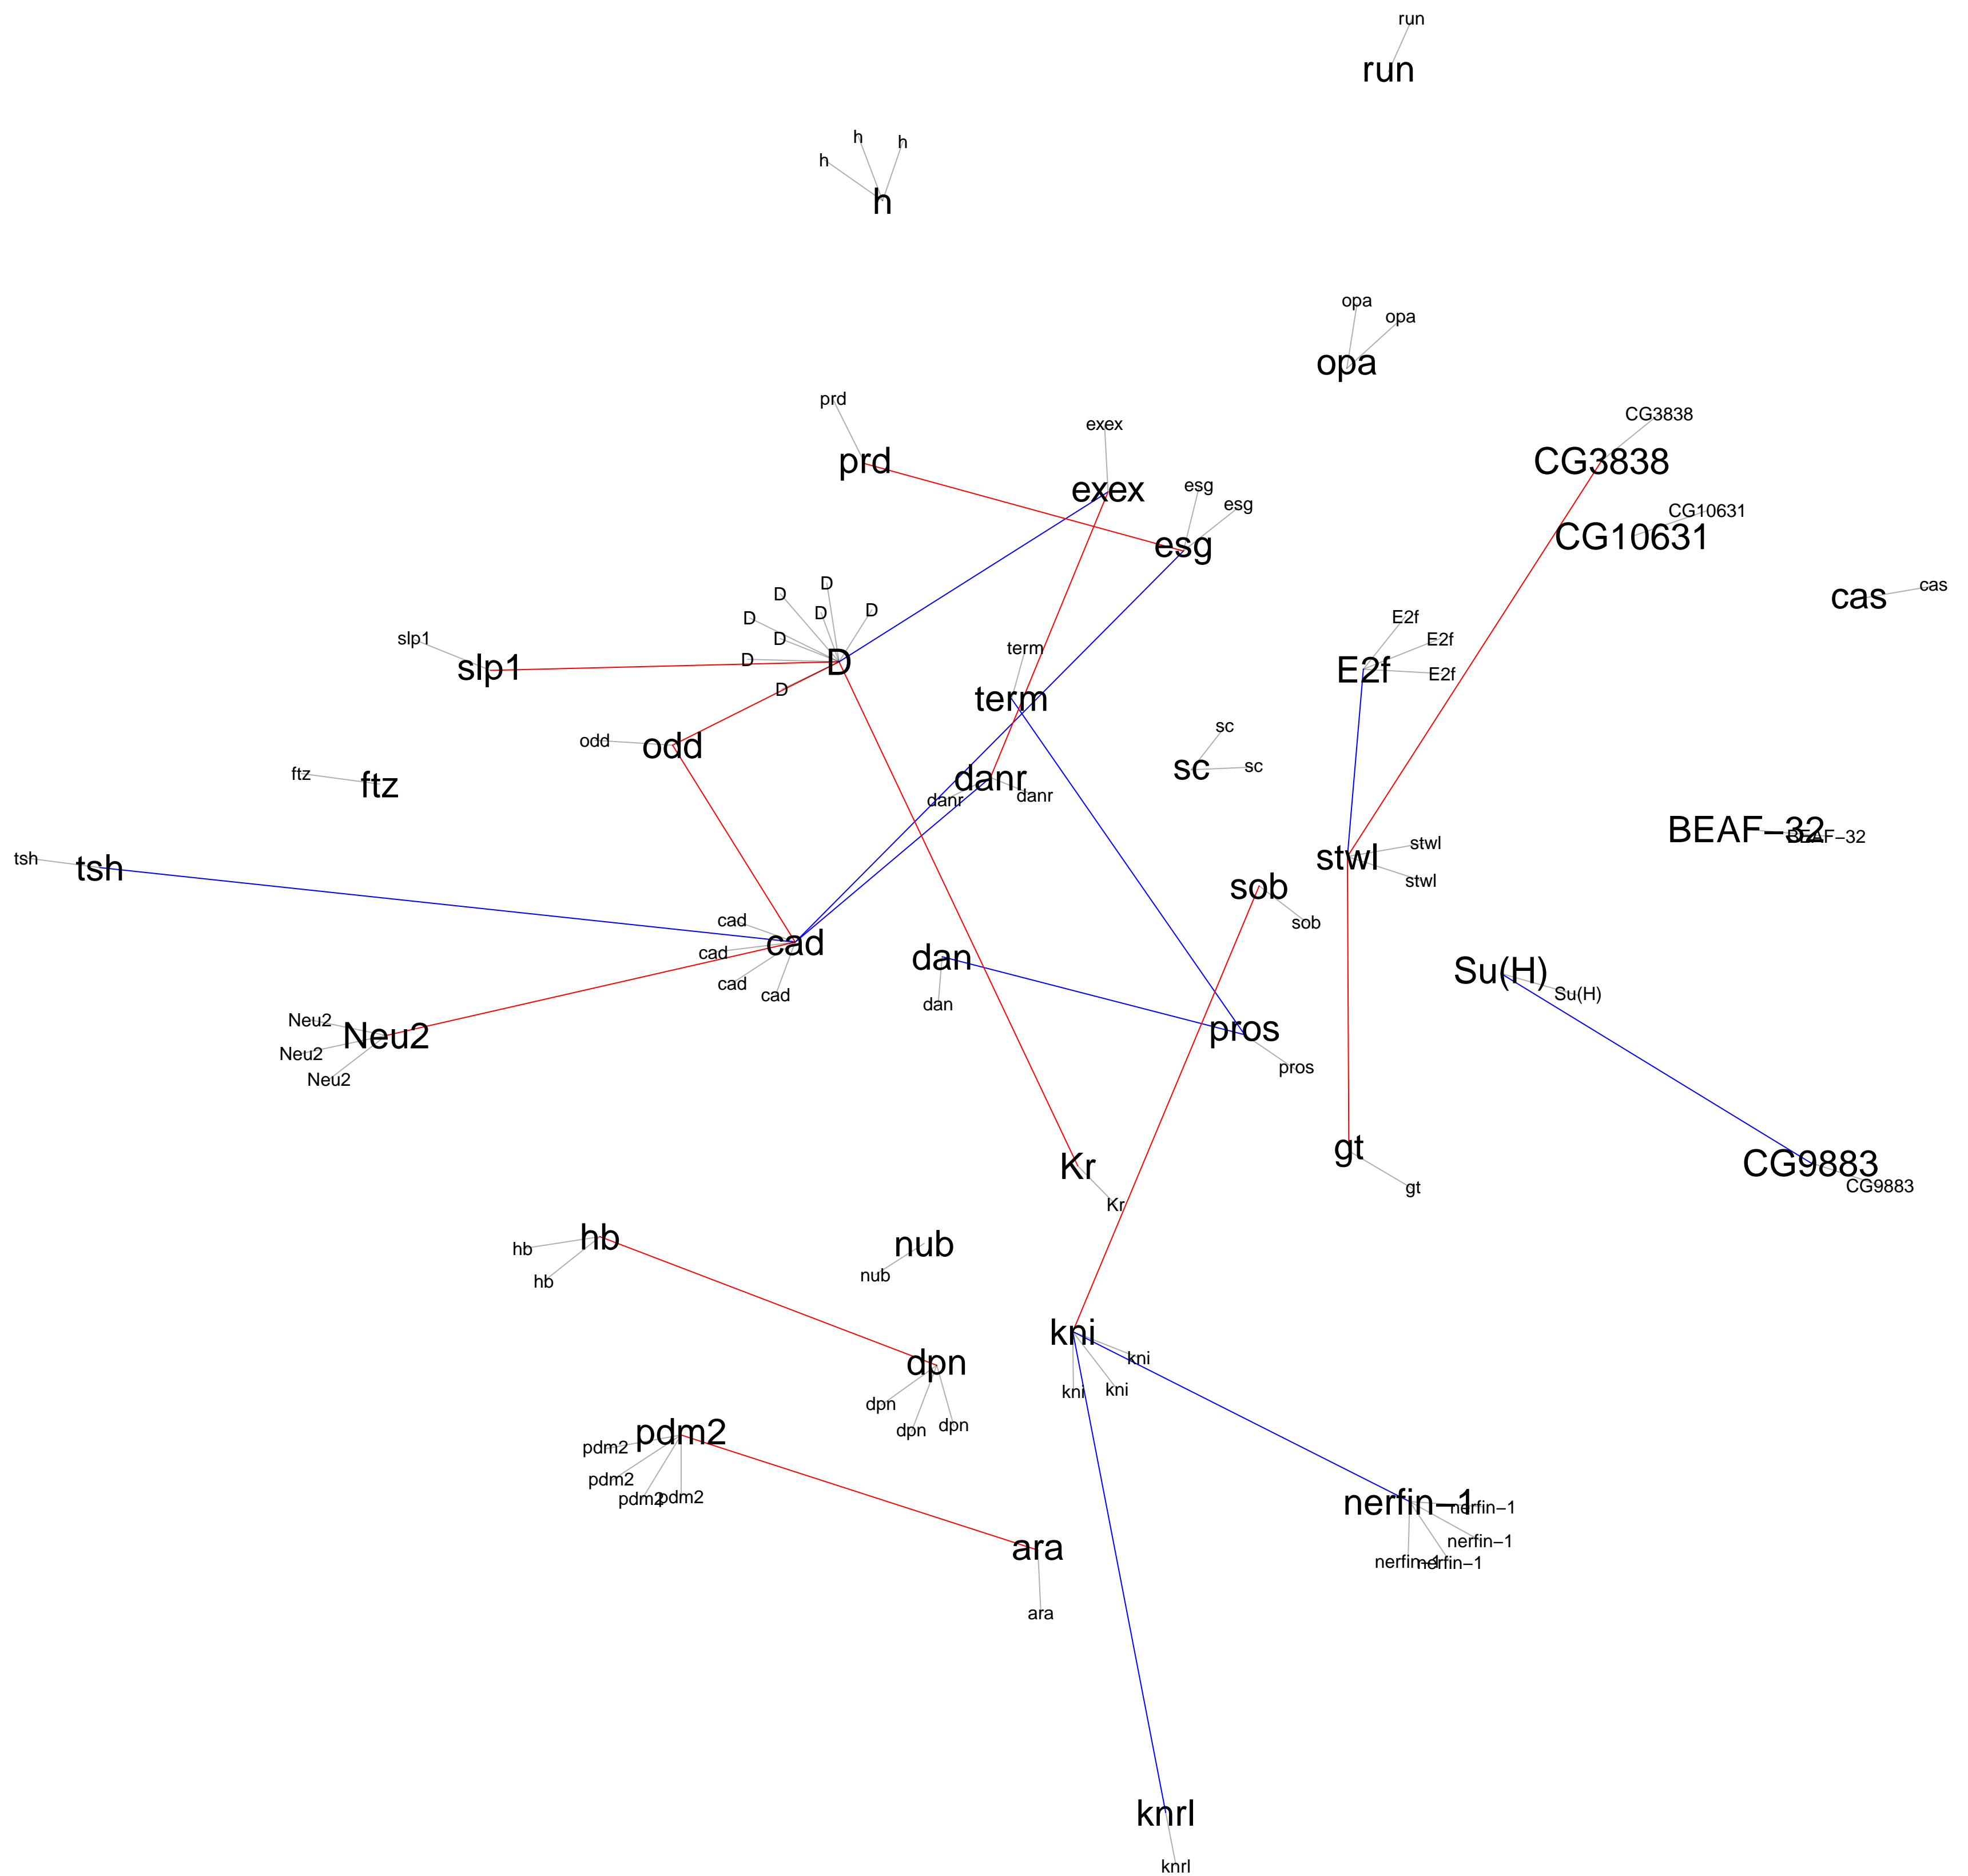 run
run
h
h
h
h
opa
opa
opa
prd
prd
exex
exex
CG3838
CG3838
esg
esg
esg
CG10631
CG10631
cas
cas
D
D
D
D
D
D
D
D
D
E2f
E2f
E2f
E2f
slp1
slp1
term
term
odd
odd
sc
sc
sc
ftz
ftz
danr
danr
danr
BEAF−32
BEAF−32
stwl
stwl
stwl
tsh
tsh
sob
sob
cad
cad
cad
cad
cad
dan
dan
Su(H)
Su(H)
Neu2
Neu2
Neu2
Neu2
pros
pros
gt
gt
Kr
Kr
CG9883
CG9883
hb
hb
hb
nub
nub
kni
kni
kni
kni
dpn
dpn
dpn
dpn
pdm2
pdm2
pdm2
pdm2
pdm2
nerfin−1
nerfin−1
nerfin−1
nerfin−1
nerfin−1
ara
ara
knrl
knrl